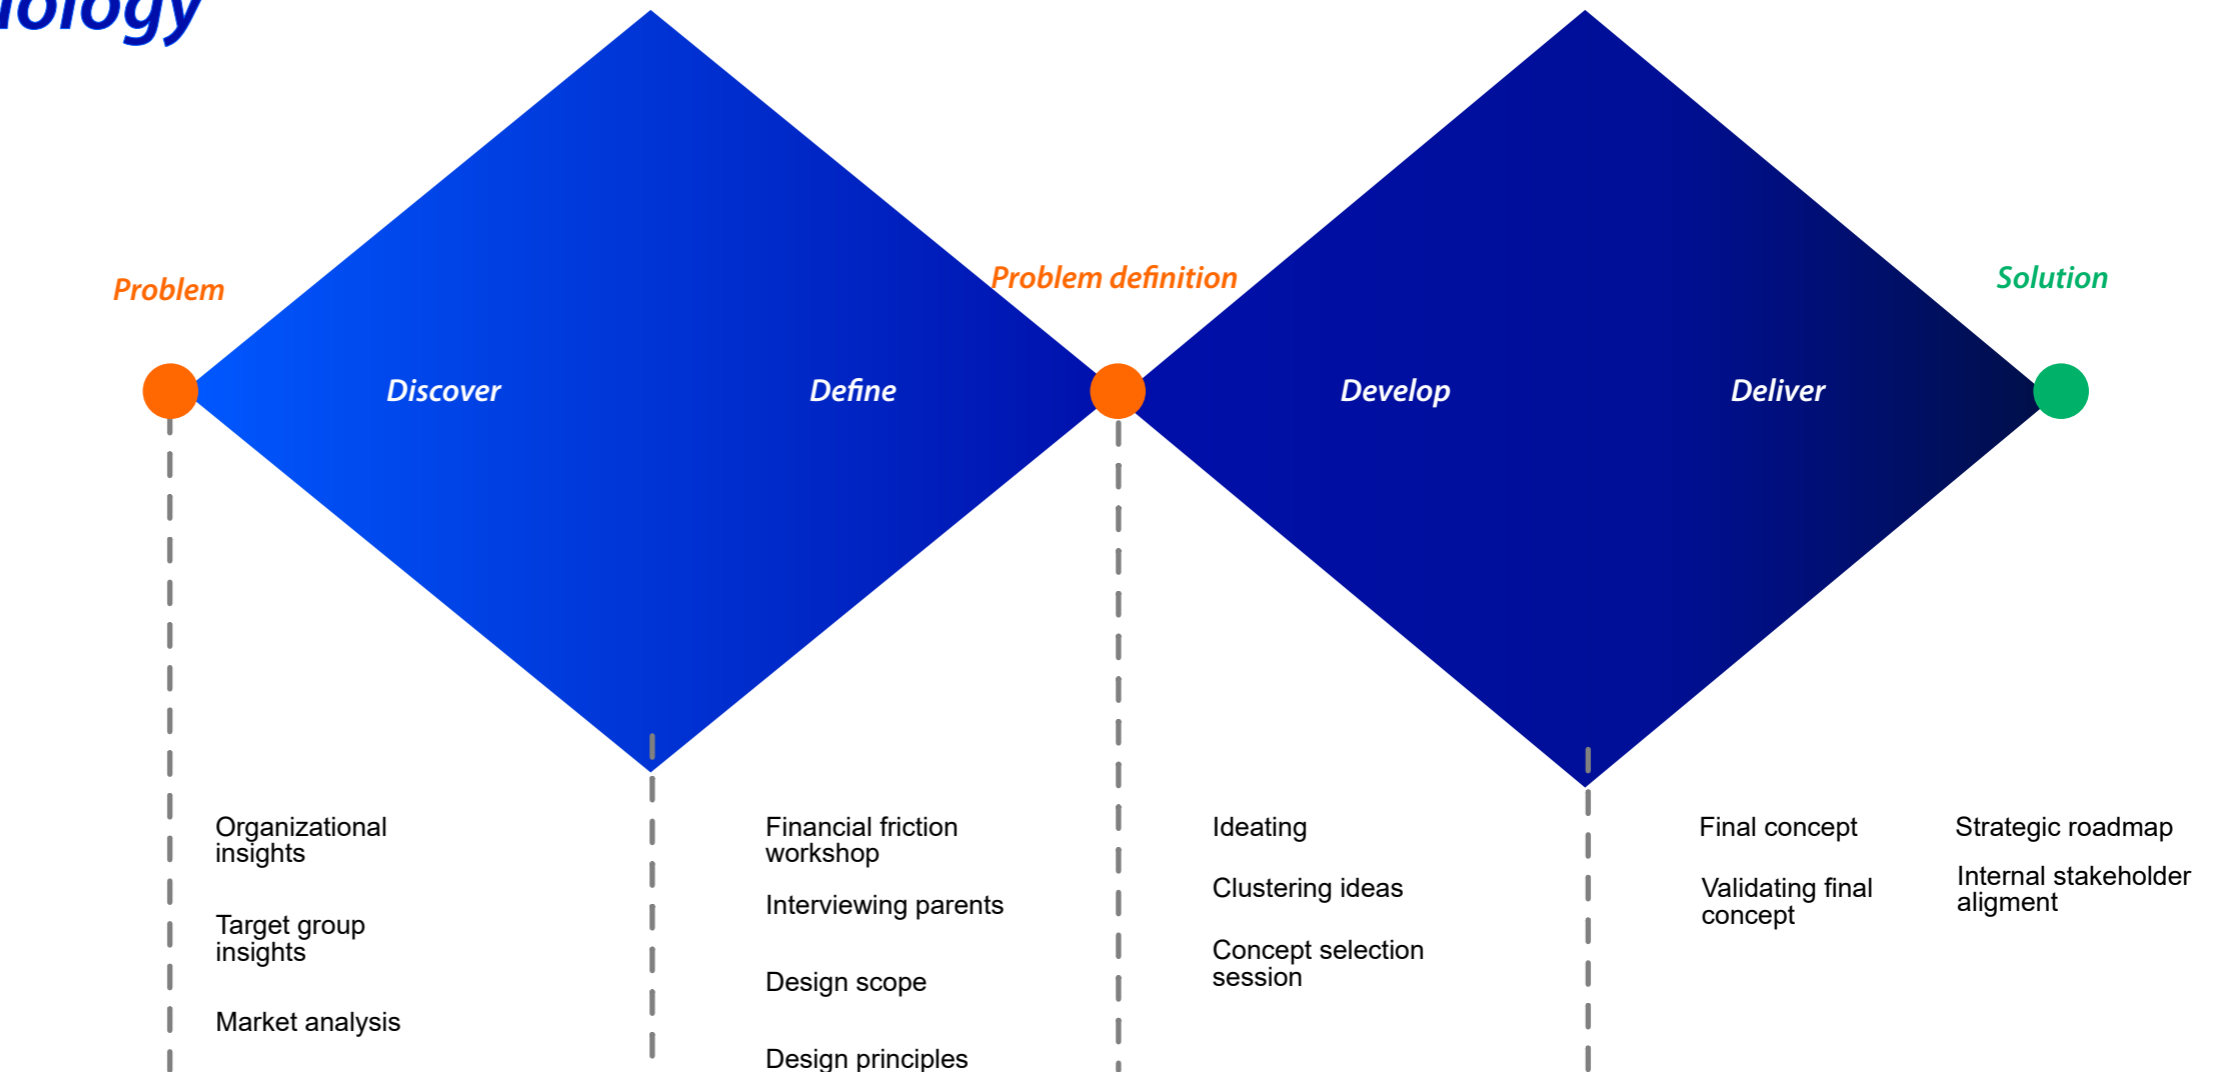 Problem
Problem definition
Solution
Discover
Define
Develop
Deliver
Organizational
insights
Target group
insights
Market analysis
Financial friction
workshop
Interviewing parents
Design scope
Design principles
Ideating
Clustering ideas
Concept selection
session
Final concept
Validating final
concept
Strategic roadmap
Internal stakeholder
aligment